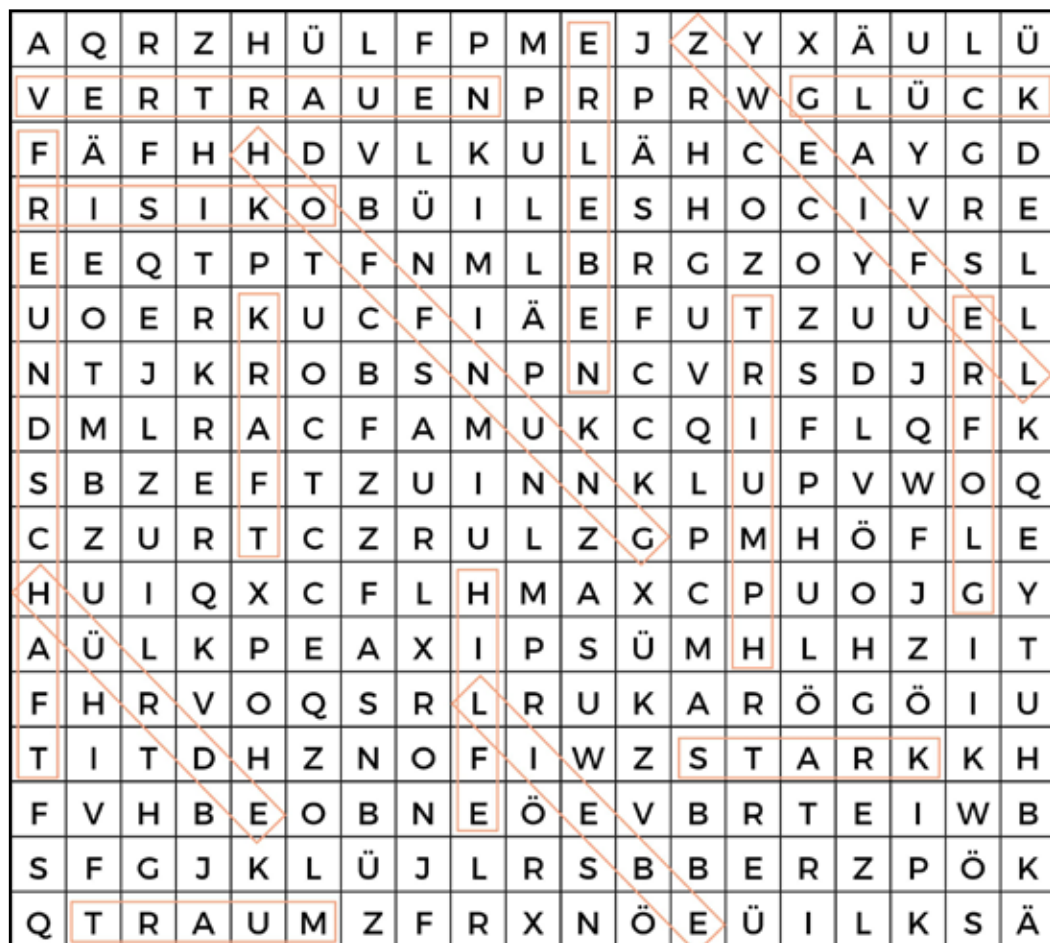 A Q R Z H Ü L F P M E J Z Y X Ä U L Ü
V E R T R A U E N P R P R W G L Ü C K
F Ä F H H D V L K U L Ä H C E A Y G D
R I S I K O B Ü I L E S H O C I V R E
E E Q T P T F N M L B R G Z O Y F S L
U O E R K U C F I Ä E F U T Z U U E L
N T J K R O B S N P N C V R S D J R L
D M L R A C F A M U K C Q I F L Q F K
S B Z E F T Z U I N N K L U P V W O Q
C Z U R T C Z R U L Z G P M H Ö F L E
H U I Q X C F L H M A X C P U O J G Y
A Ü L K P E A X I P S Ü M H L H Z I T
F H R V O Q S R L R U K A R Ö G Ö I U
T I T D H Z N O F I W Z S T A R K K H
F V H B E O B N E Ö E V B R T E I W B
S F G J K L Ü J L R S B B E R Z P Ö K
Q T R A U M Z F R X N Ö E Ü I L K S Ä